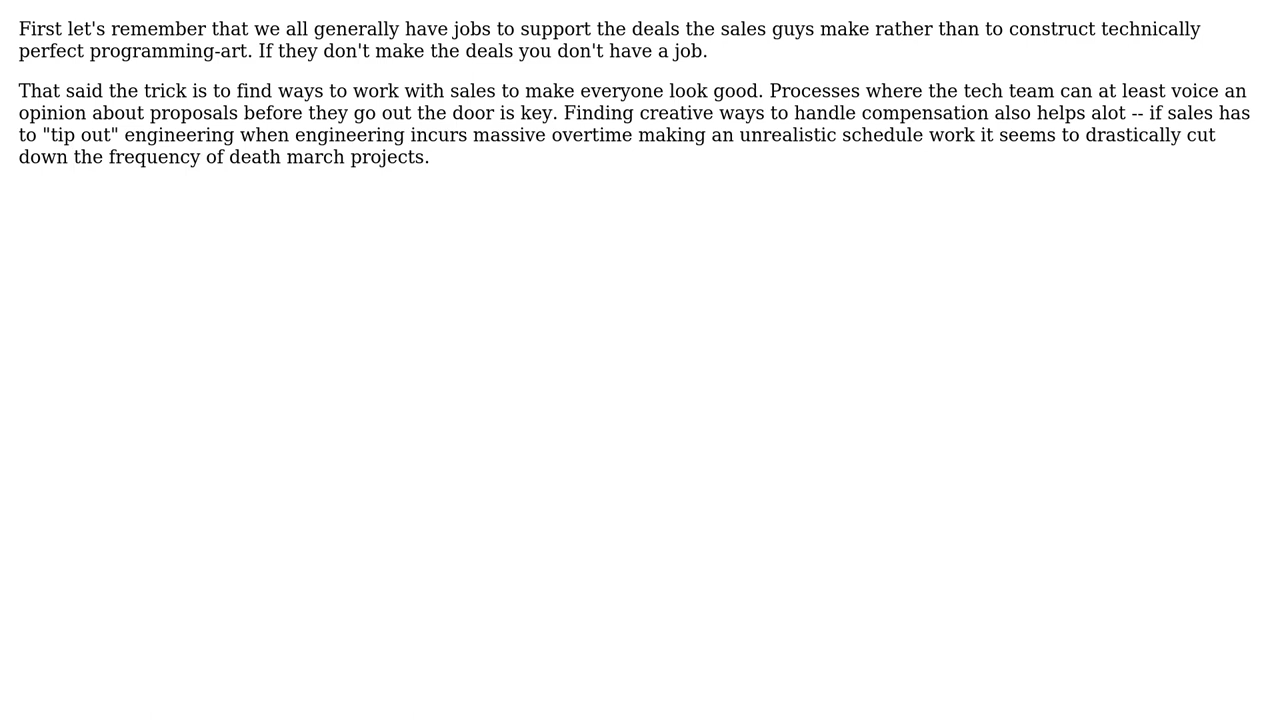 First let's remember that we all generally have jobs to support the deals the sales guys make rather than to construct technically
perfect programming-art. If they don't make the deals you don't have a job.
That said the trick is to find ways to work with sales to make everyone look good. Processes where the tech team can at least voice an
opinion about proposals before they go out the door is key. Finding creative ways to handle compensation also helps alot -- if sales has
to "tip out" engineering when engineering incurs massive overtime making an unrealistic schedule work it seems to drastically cut
down the frequency of death march projects.